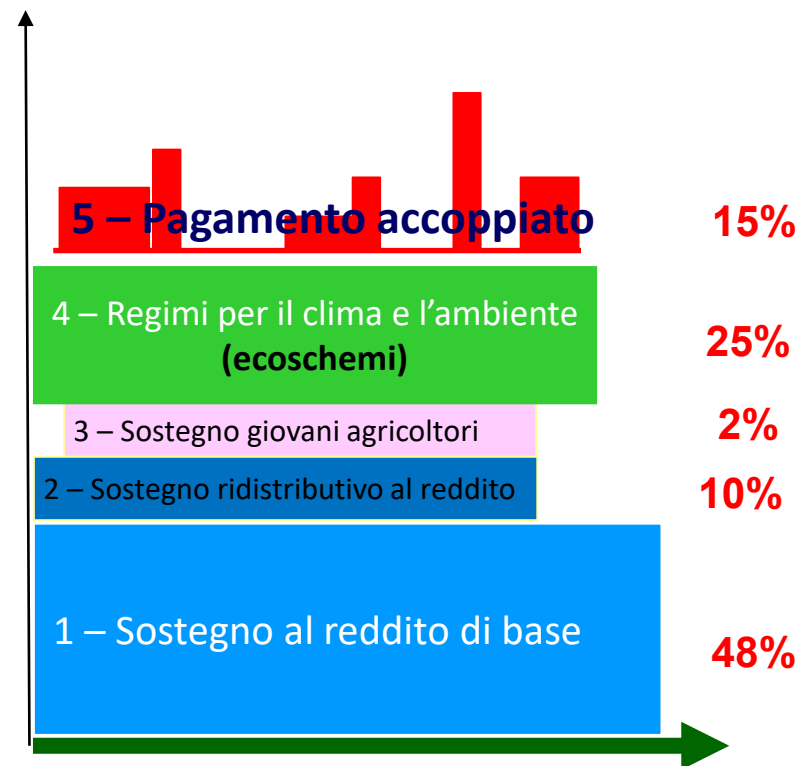 5 – Pagamento accoppiato 15%
4 – Regimi per il clima e l’ambiente
(ecoschemi) 25%
3 – Sostegno giovani agricoltori 2%
2 – Sostegno ridistributivo al reddito 10%
1 – Sostegno al reddito di base 48%